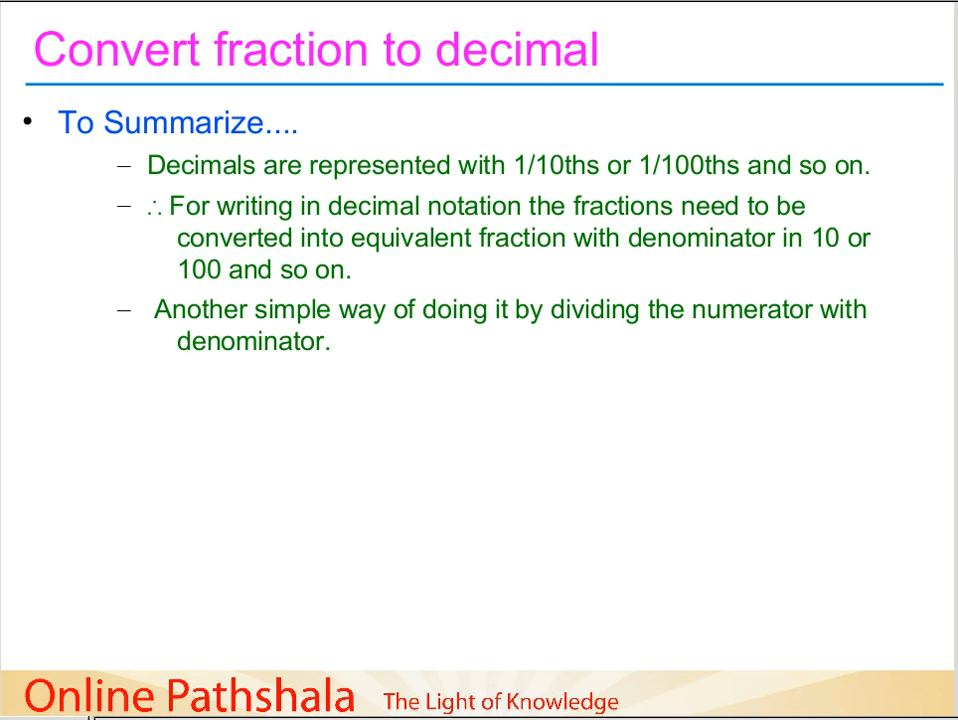 Convert fraction to decimal
• To Summarize....
– Decimals are represented with 1/10ths or 1/100ths and so on.
– ∴ For writing in decimal notation the fractions need to be
converted into equivalent fraction with denominator in 10 or
100 and so on.
– Another simple way of doing it by dividing the numerator with
denominator.
Online Pathshala The Light of Knowledge